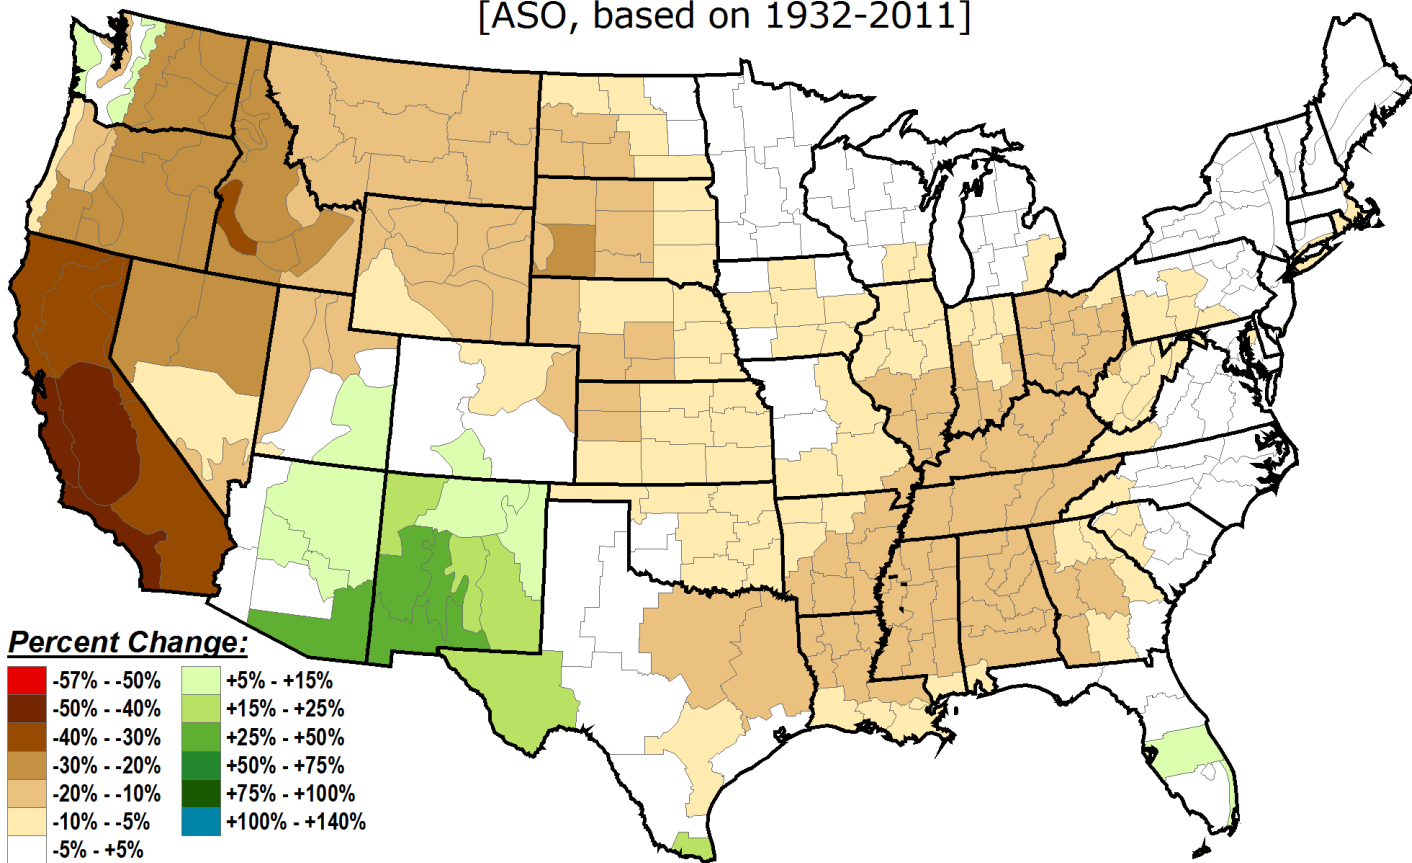 [ASO, based on 1932-2011]
Percent Change:
-57% - -50% +5% - +15%
-50% - -40% +15% - +25%
-40% - -30% +25% - +50%
-30% - -20% +50% - +75%
-20% - -10% +75% - +100%
-10% - -5% +100% - +140%
-5% - +5%